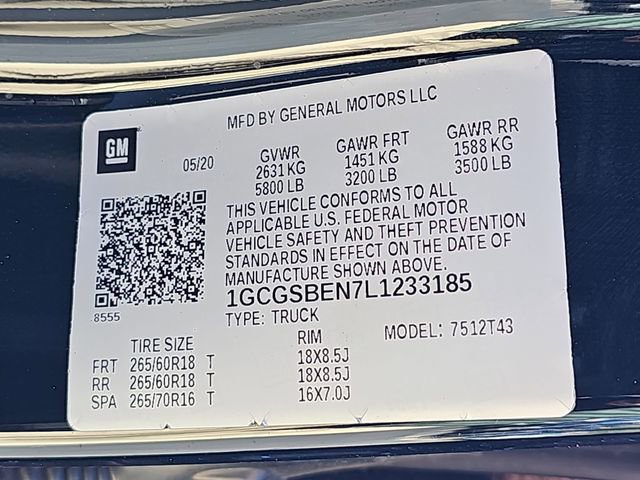 MFD BY GENERAL MOTORS LLC
GM
05/20
GVWR GAWR FRT GAWR RR
2631 KG 1451 KG 1588 KG
5800 LB 3200 LB 3500 LB
THIS VEHICLE CONFORMS TO ALL
APPLICABLE U.S. FEDERAL MOTOR
VEHICLE SAFETY AND THEFT PREVENTION
STANDARDS IN EFFECT ON THE DATE OF
MANUFACTURE SHOWN ABOVE.
1GCGSBEN7L1233185
8555
TYPE: TRUCK MODEL: 7512T43
TIRE SIZE RIM
FRT 265/60R18 T 18X8.5J
RR 265/60R18 T 18X8.5J
SPA 265/70R16 T 16X7.0J